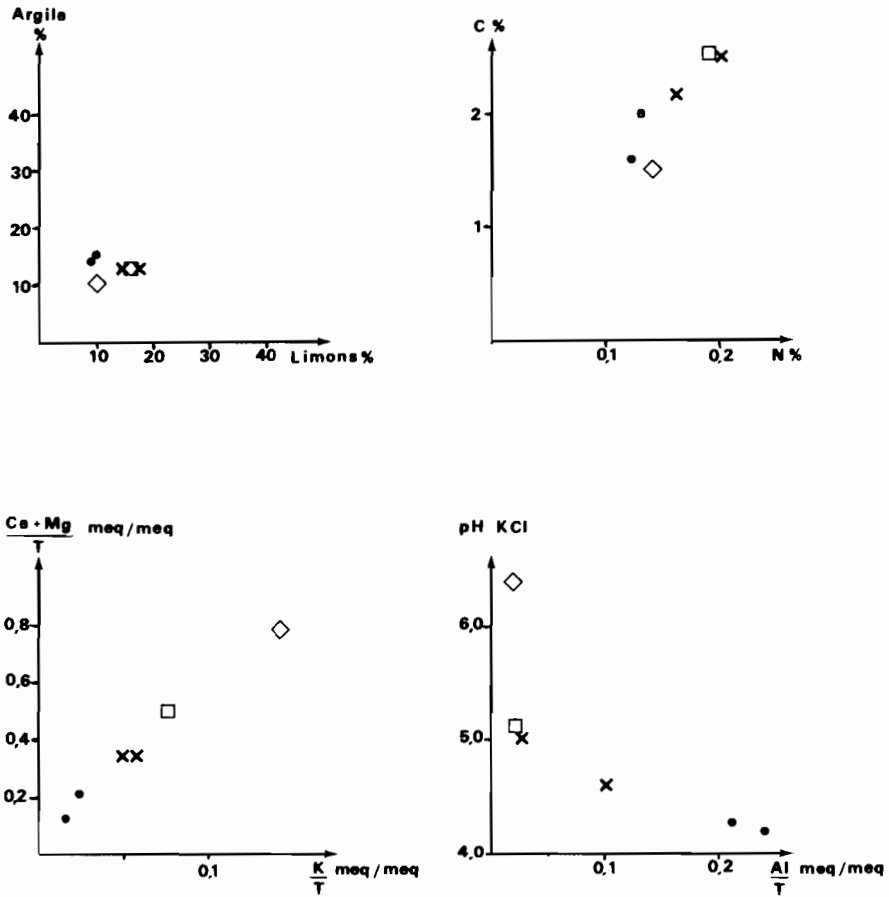 Argile
%
40
30
20
10
10 20 30 40 Limons %
C %
2
1
0,1 0,2 N %
Ca + Mg meq/meq
T
0,8
0,6
0,4
0,2
0,1 K meq/meq
T
pH KCl
6,0
5,0
4,0
0,1 0,2 Al meq/meq
T